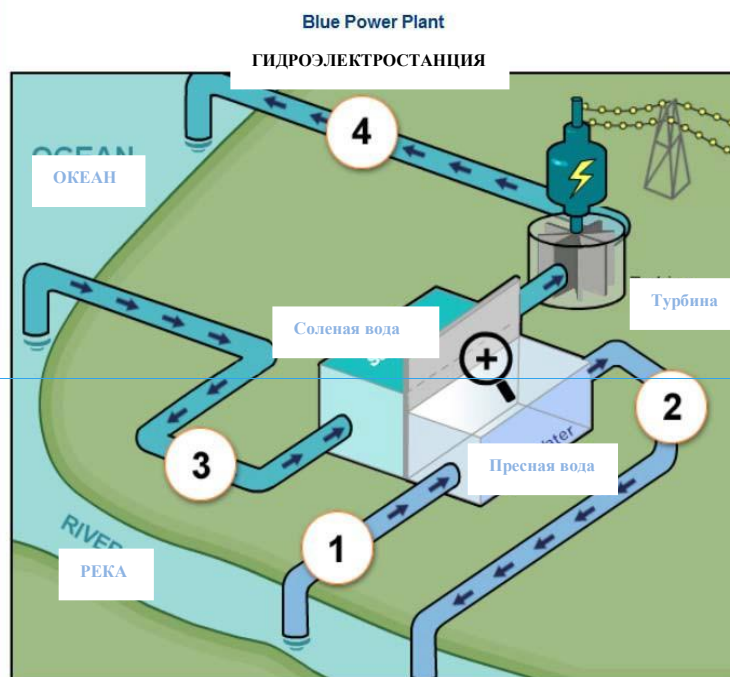 Blue Power Plant
ГИДРОЭЛЕКТРОСТАНЦИЯ
4
OCEAN
ОКЕАН
Турбина
Соленая вода
2
3
Пресная вода
1
RIVER
РЕКА